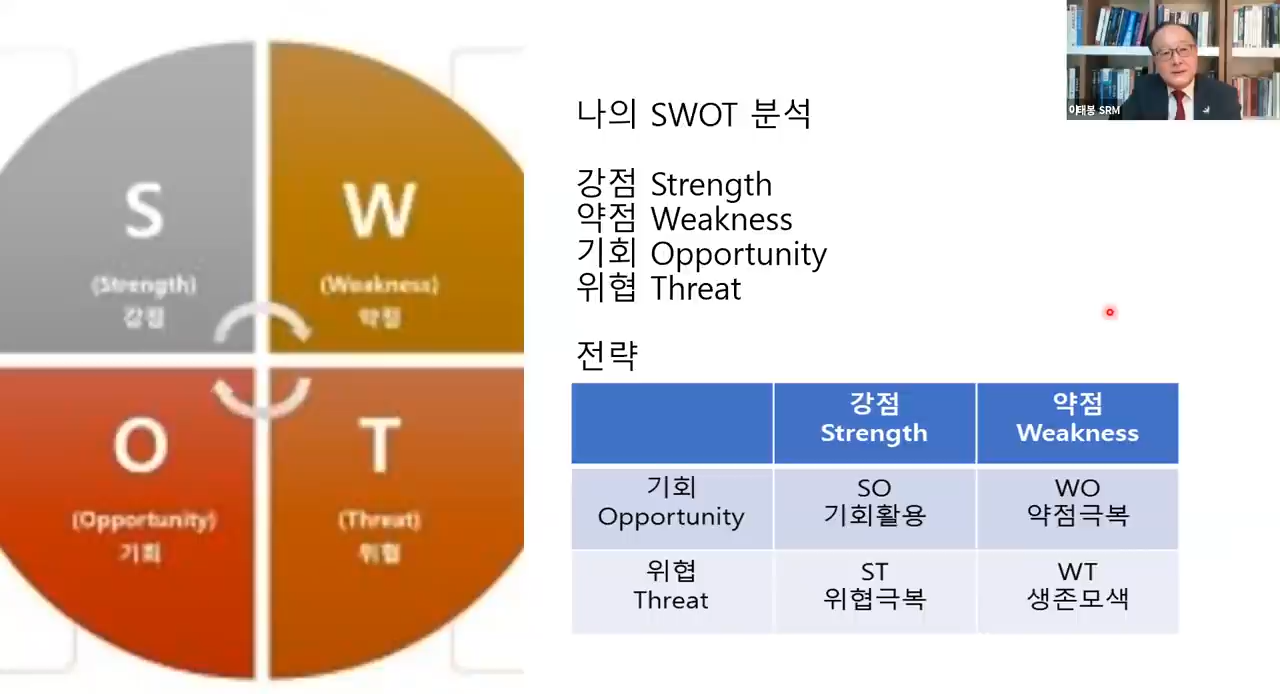 S
(Strength)
강점
W
(Weakness)
약점
O
(Opportunity)
기회
T
(Threat)
위협
나의 SWOT 분석
강점 Strength
약점 Weakness
기회 Opportunity
위협 Threat
전략
강점
Strength
약점
Weakness
기회
Opportunity
SO
기회활용
WO
약점극복
위협
Threat
ST
위협극복
WT
생존모색
이태봉 SRM